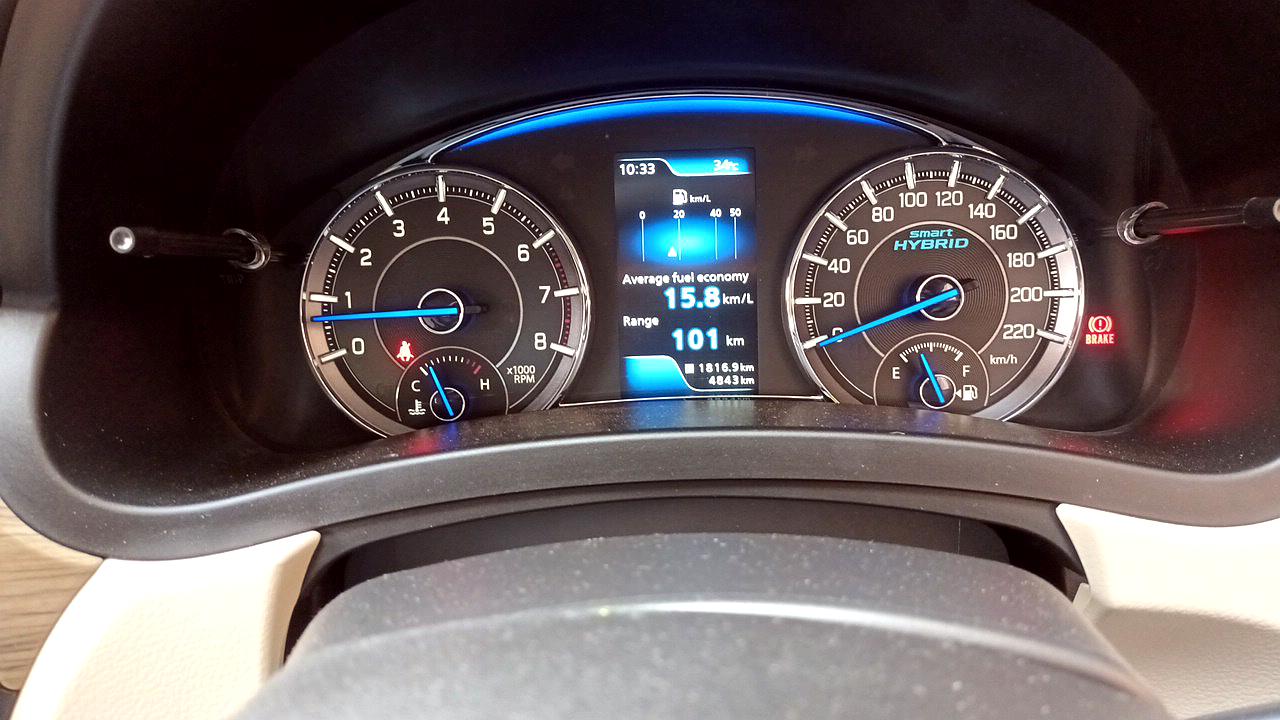 0 1 2 3 4 5 6 7 8
x1000
RPM
C H
10:33 34°C
km/L
0 20 40 50
Average fuel economy
15.8 km/L
Range
101 km
1816.9 km
4843 km
0 20 40 60 80 100 120 140 160 180 200 220
Smart
HYBRID
km/h
E F
BRAKE